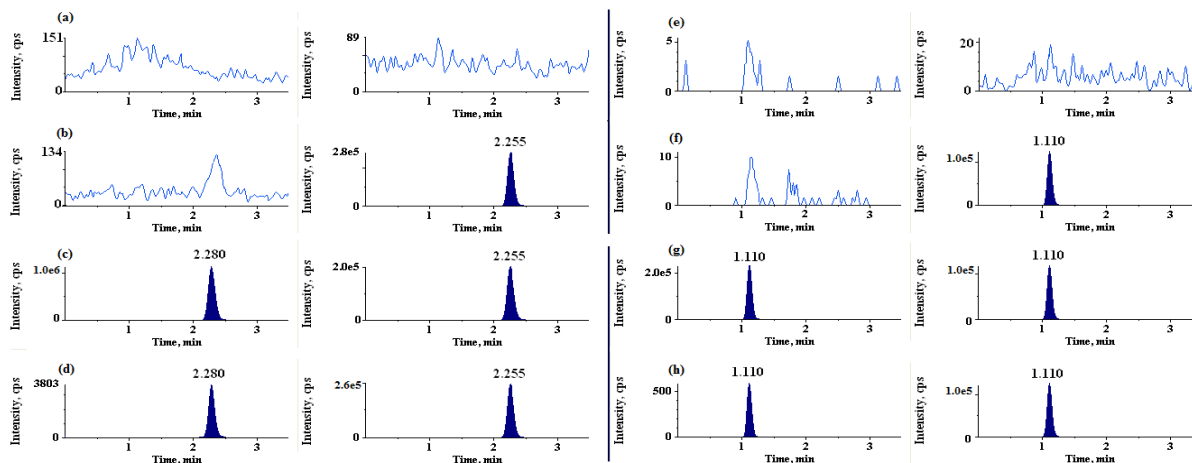 (a)
151
0
Intensity, cps
1 2 3
Time, min
89
0
Intensity, cps
1 2 3
Time, min
(b)
134
0
Intensity, cps
1 2 3
Time, min
2.255
2.8e5
0
Intensity, cps
1 2 3
Time, min
(c)
2.280
1.0e6
0
Intensity, cps
1 2 3
Time, min
2.255
2.0e5
0
Intensity, cps
1 2 3
Time, min
(d)
2.280
3803
0
Intensity, cps
1 2 3
Time, min
2.255
2.6e5
0
Intensity, cps
1 2 3
Time, min
(e)
5
0
Intensity, cps
1 2 3
Time, min
20
0
Intensity, cps
1 2 3
Time, min
(f)
10
0
Intensity, cps
1 2 3
Time, min
1.110
1.0e5
0
Intensity, cps
1 2 3
Time, min
(g)
1.110
2.0e5
0
Intensity, cps
1 2 3
Time, min
1.110
1.0e5
0
Intensity, cps
1 2 3
Time, min
(h)
1.110
500
0
Intensity, cps
1 2 3
Time, min
1.110
1.0e5
0
Intensity, cps
1 2 3
Time, min